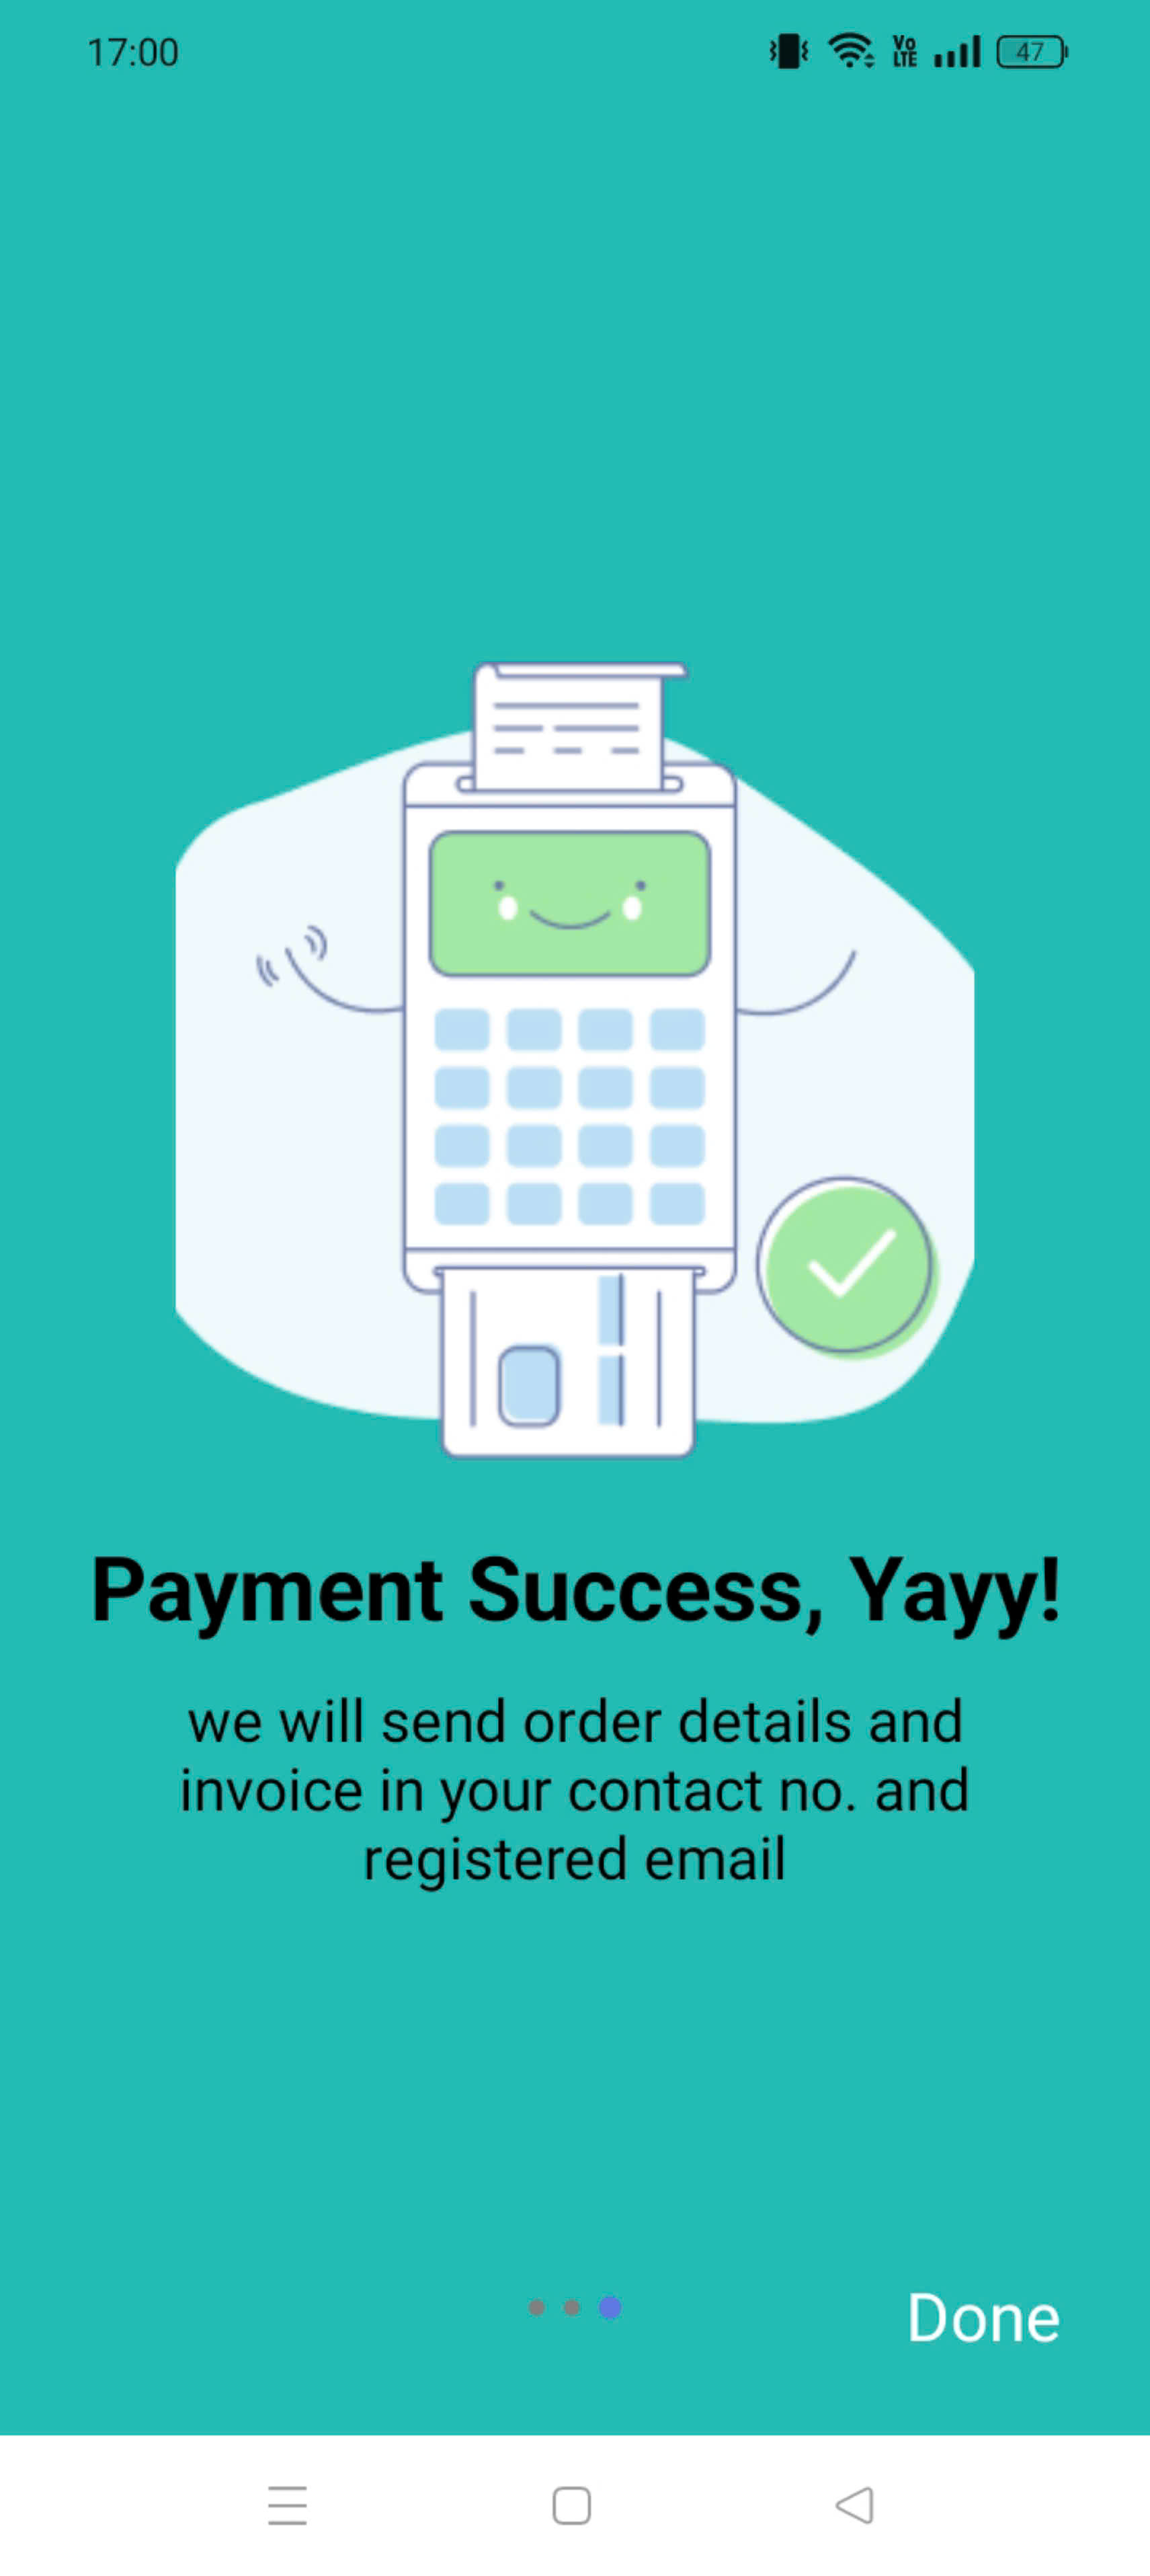 17:00
Vo
LTE
47
Payment Success, Yayy!
we will send order details and
invoice in your contact no. and
registered email
Done